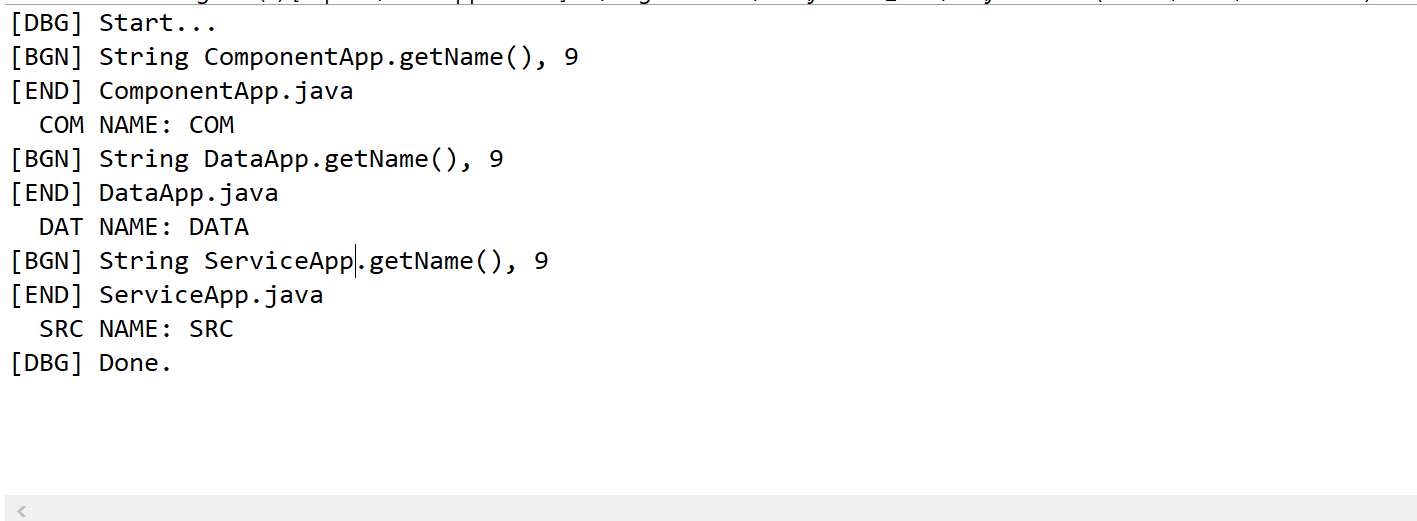 [DBG] Start...
[BGN] String ComponentApp.getName(), 9
[END] ComponentApp.java
COM NAME: COM
[BGN] String DataApp.getName(), 9
[END] DataApp.java
DAT NAME: DATA
[BGN] String ServiceApp.getName(), 9
[END] ServiceApp.java
SRC NAME: SRC
[DBG] Done.